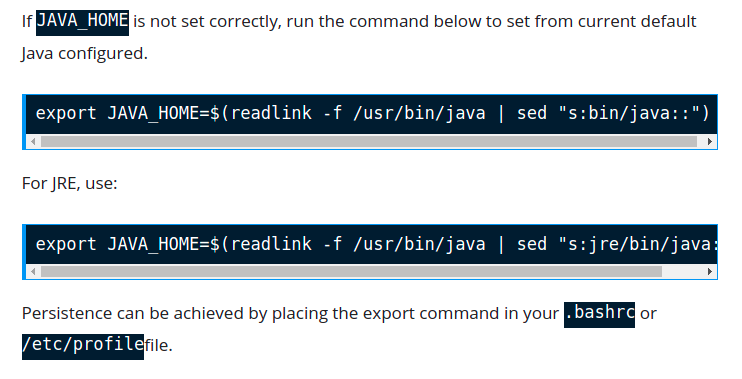 If JAVA_HOME is not set correctly, run the command below to set from current default
Java configured.
export JAVA_HOME=$(readlink -f /usr/bin/java | sed "s:bin/java::")
For JRE, use:
export JAVA_HOME=$(readlink -f /usr/bin/java | sed "s:jre/bin/java:
Persistence can be achieved by placing the export command in your .bashrc or
/etc/profilefile.